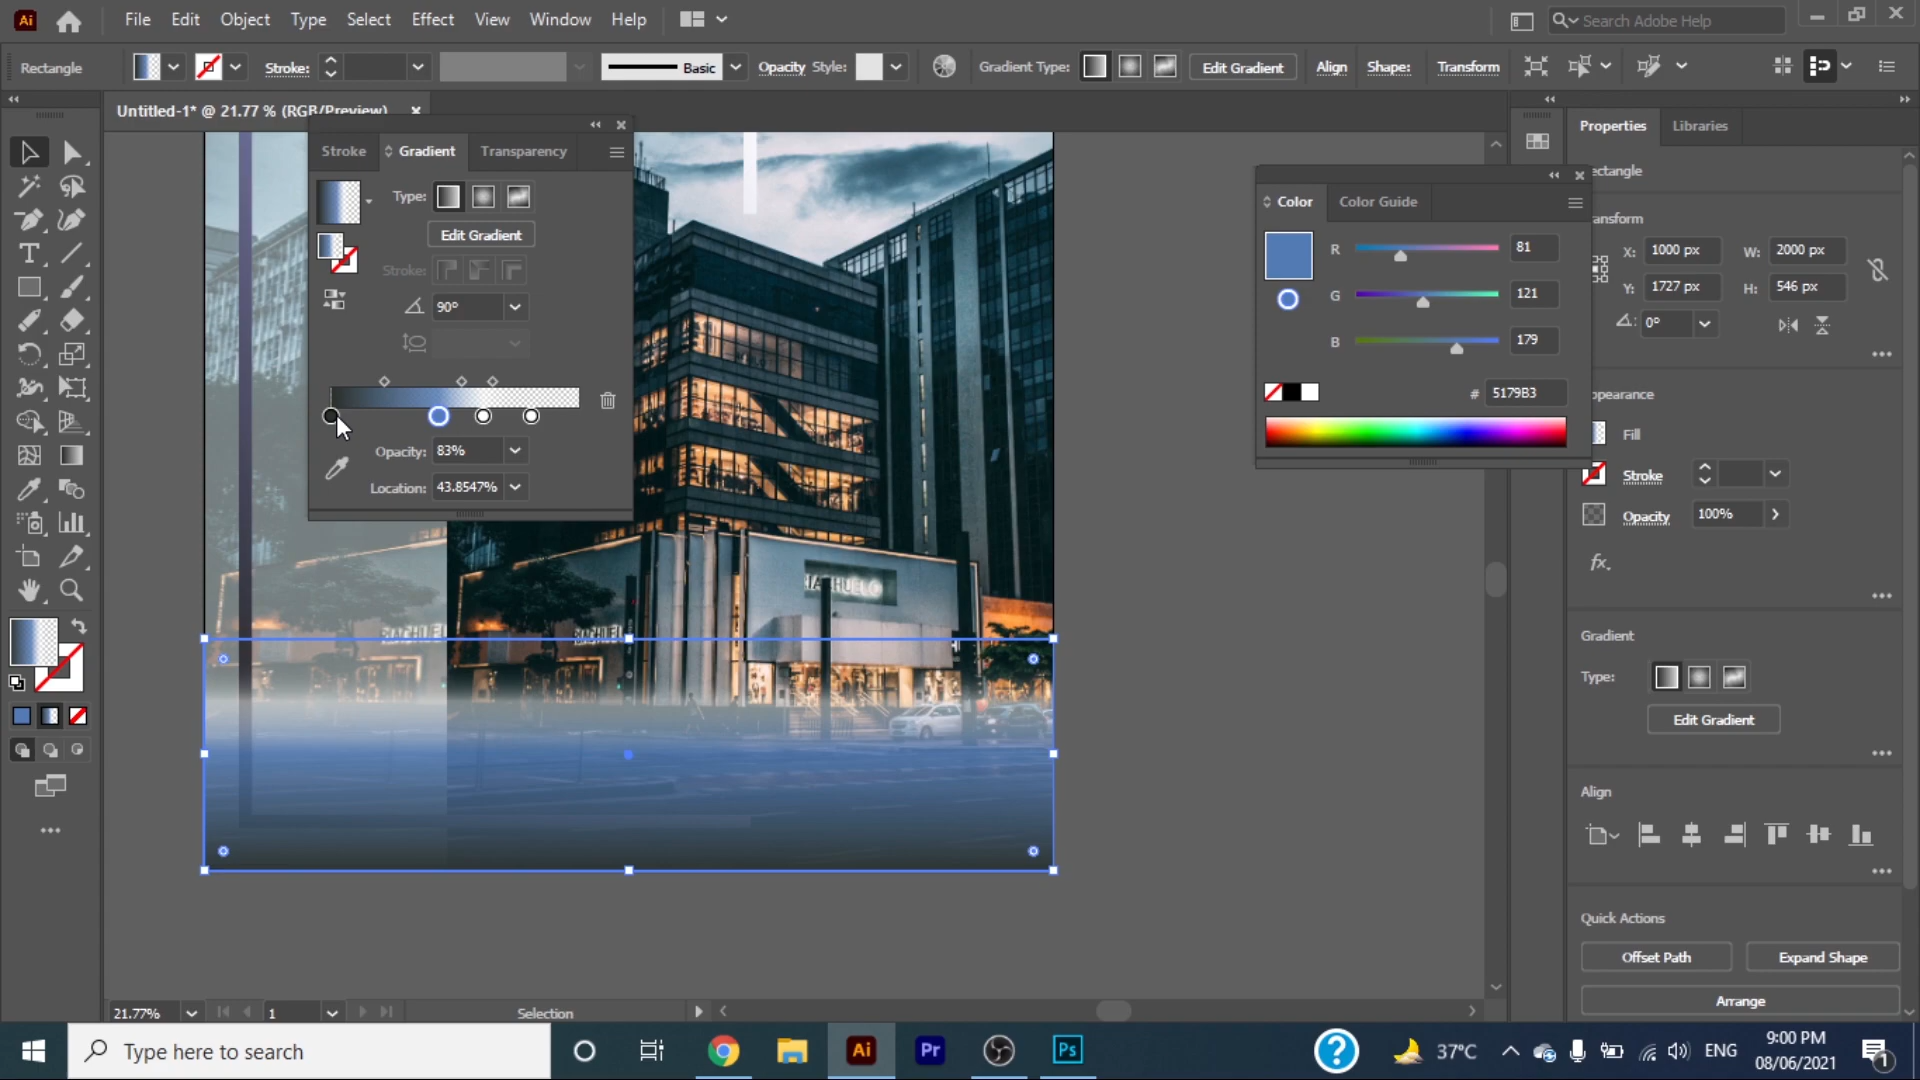 Ai File Edit Object Type Select Effect View Window Help Search Adobe Help
Rectangle Stroke: Basic Opacity Style: Gradient Type: Edit Gradient Align Shape: Transform
Untitled-1* @ 21.77 % (RGB/Preview)
Stroke Gradient Transparency
Type:
Edit Gradient
Stroke:
90°
Opacity: 83%
Location: 43.8547%
Color Color Guide
R 81
G 121
B 179
# 5179B3
Properties Libraries
ectangle
ansform
X: 1000 px W: 2000 px
Y: 1727 px H: 546 px
0°
ppearance
Fill
Stroke
Opacity 100%
fx.
Gradient
Type:
Edit Gradient
Align
Quick Actions
Offset Path Expand Shape
Arrange
21.77% 1 Selection
Type here to search
Ai Pr Ps
37°C ENG
9:00 PM
08/06/2021
1